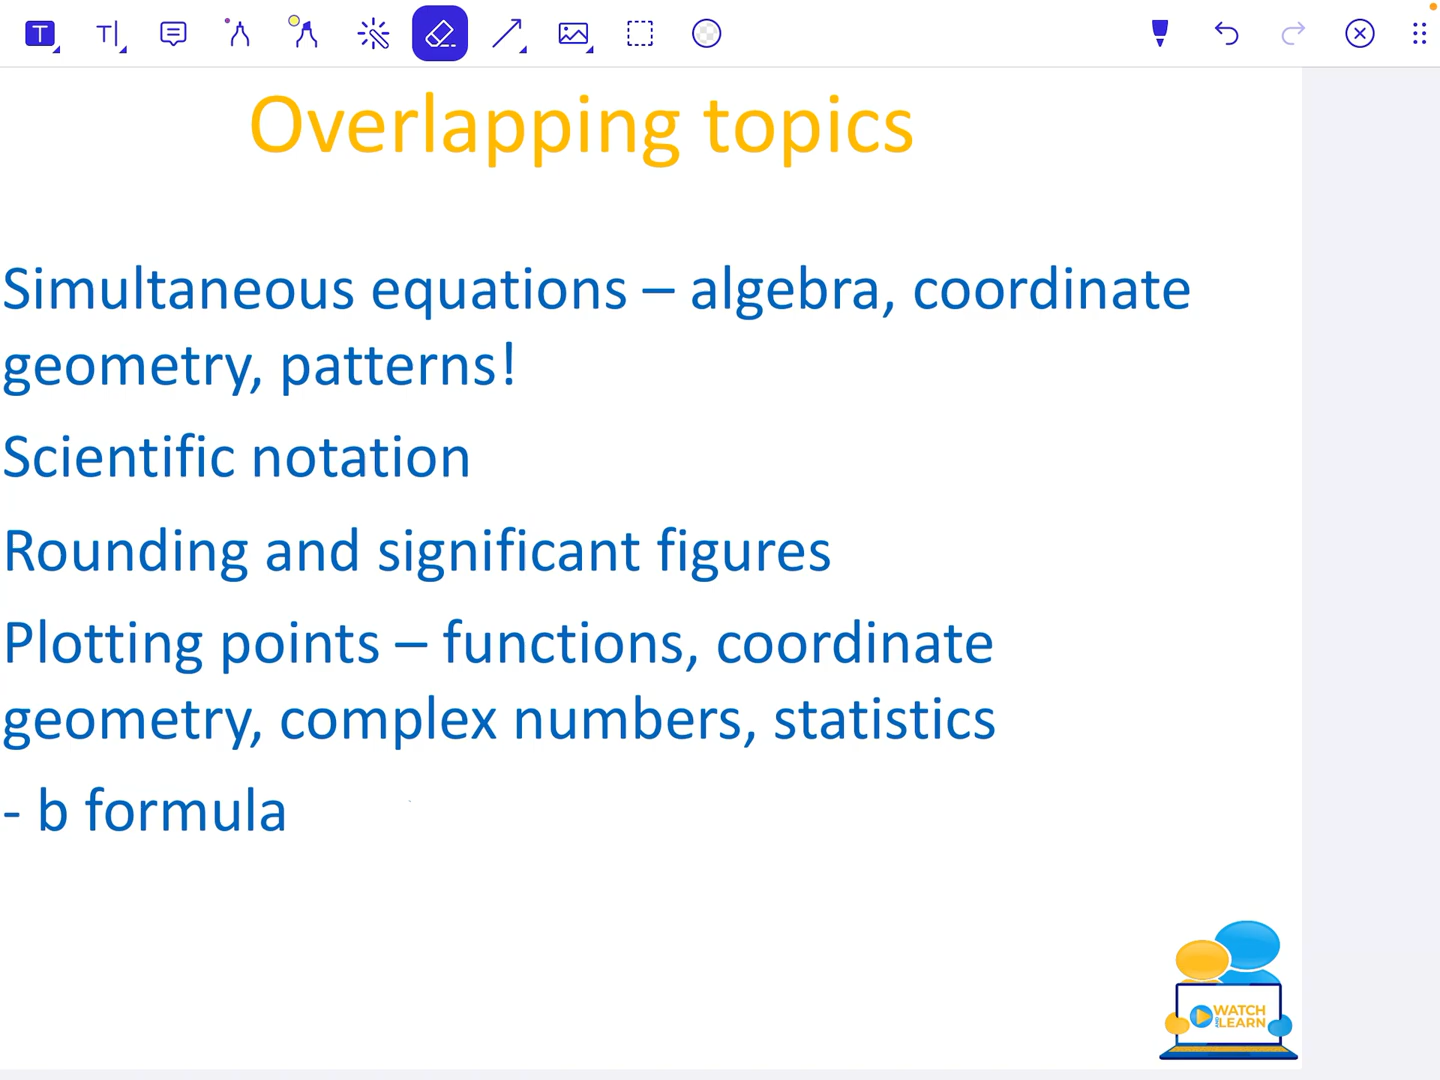 Overlapping topics
Simultaneous equations – algebra, coordinate
geometry, patterns!
Scientific notation
Rounding and significant figures
Plotting points – functions, coordinate
geometry, complex numbers, statistics
- b formula
WATCH
AND LEARN